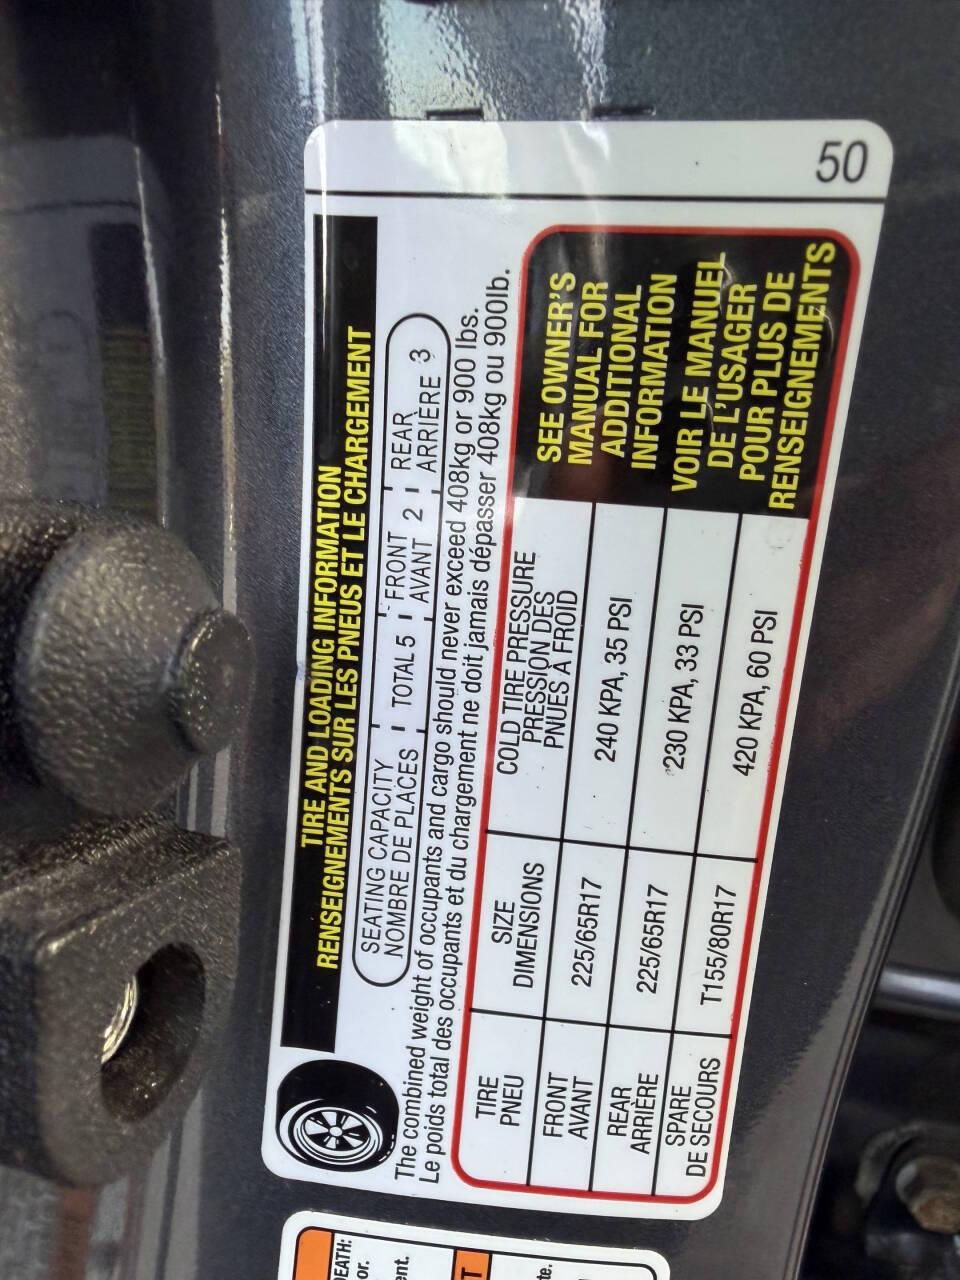 50
TIRE AND LOADING INFORMATION
RENSEIGNEMENTS SUR LES PNEUS ET LE CHARGEMENT
SEATING CAPACITY TOTAL 5 FRONT 2 REAR 3
NOMBRE DE PLACES AVANT ARRIÈRE
The combined weight of occupants and cargo should never exceed 408kg or 900 lbs.
Le poids total des occupants et du chargement ne doit jamais dépasser 408kg ou 900lb.
TIRE SIZE COLD TIRE PRESSURE
PNEU DIMENSIONS PRESSION DES
PNUES À FROID
FRONT 225/65R17 240 KPA, 35 PSI
AVANT
REAR 225/65R17 230 KPA, 33 PSI
ARRIÈRE
SPARE T155/80R17 420 KPA, 60 PSI
DE SECOURS
SEE OWNER'S
MANUAL FOR
ADDITIONAL
INFORMATION
VOIR LE MANUEL
DE L'USAGER
POUR PLUS DE
RENSEIGNEMENTS